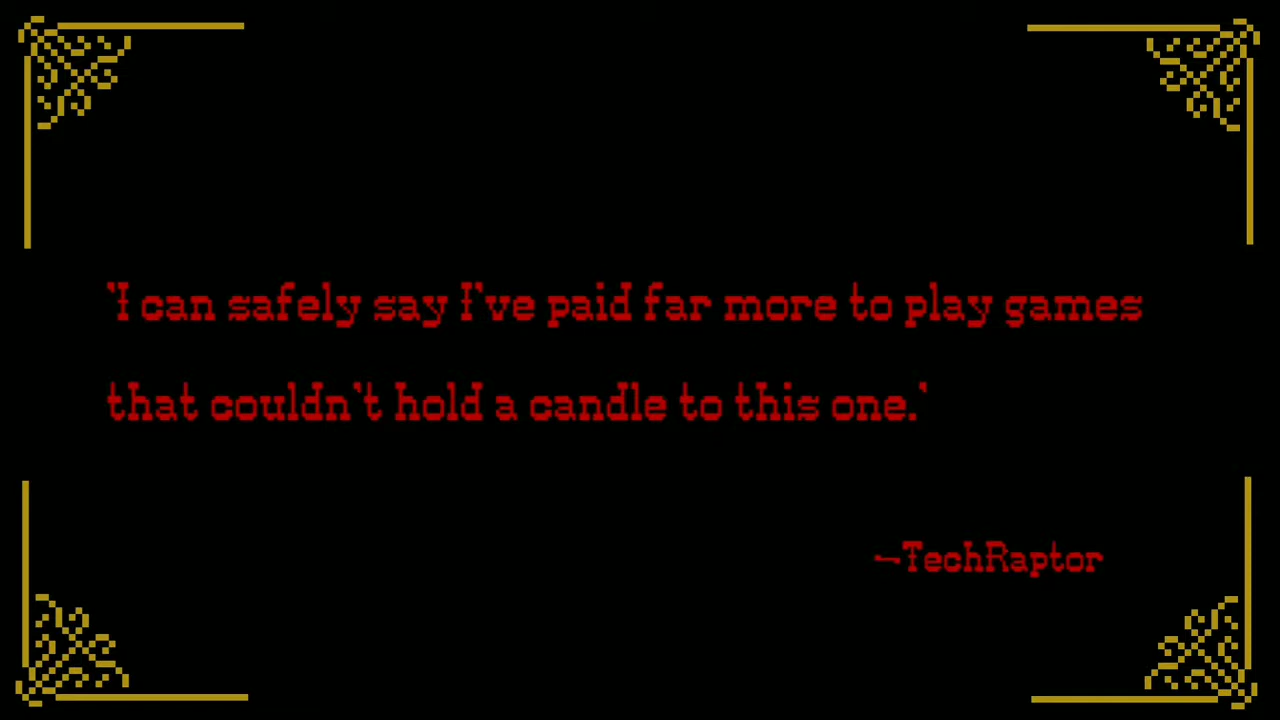 'I can safely say I've paid far more to play games
that couldn't hold a candle to this one.'
—TechRaptor